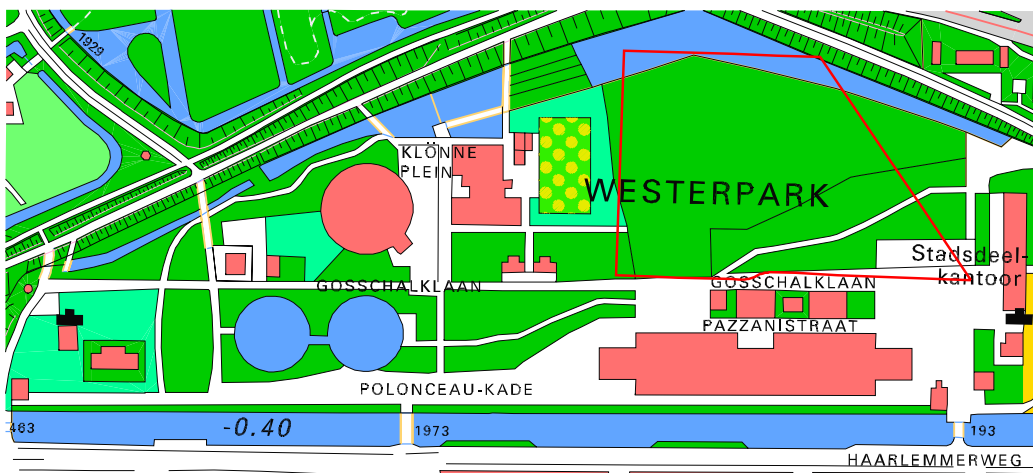 1929
KLÖNNE
PLEIN
WESTERPARK
Stadsdeel-
kantoor
GOSSCHALKLAAN
GOSSCHALKLAAN
PAZZANISTRAAT
POLONCEAU-KADE
463
-0.40
1973
193
HAARLEMMERWEG